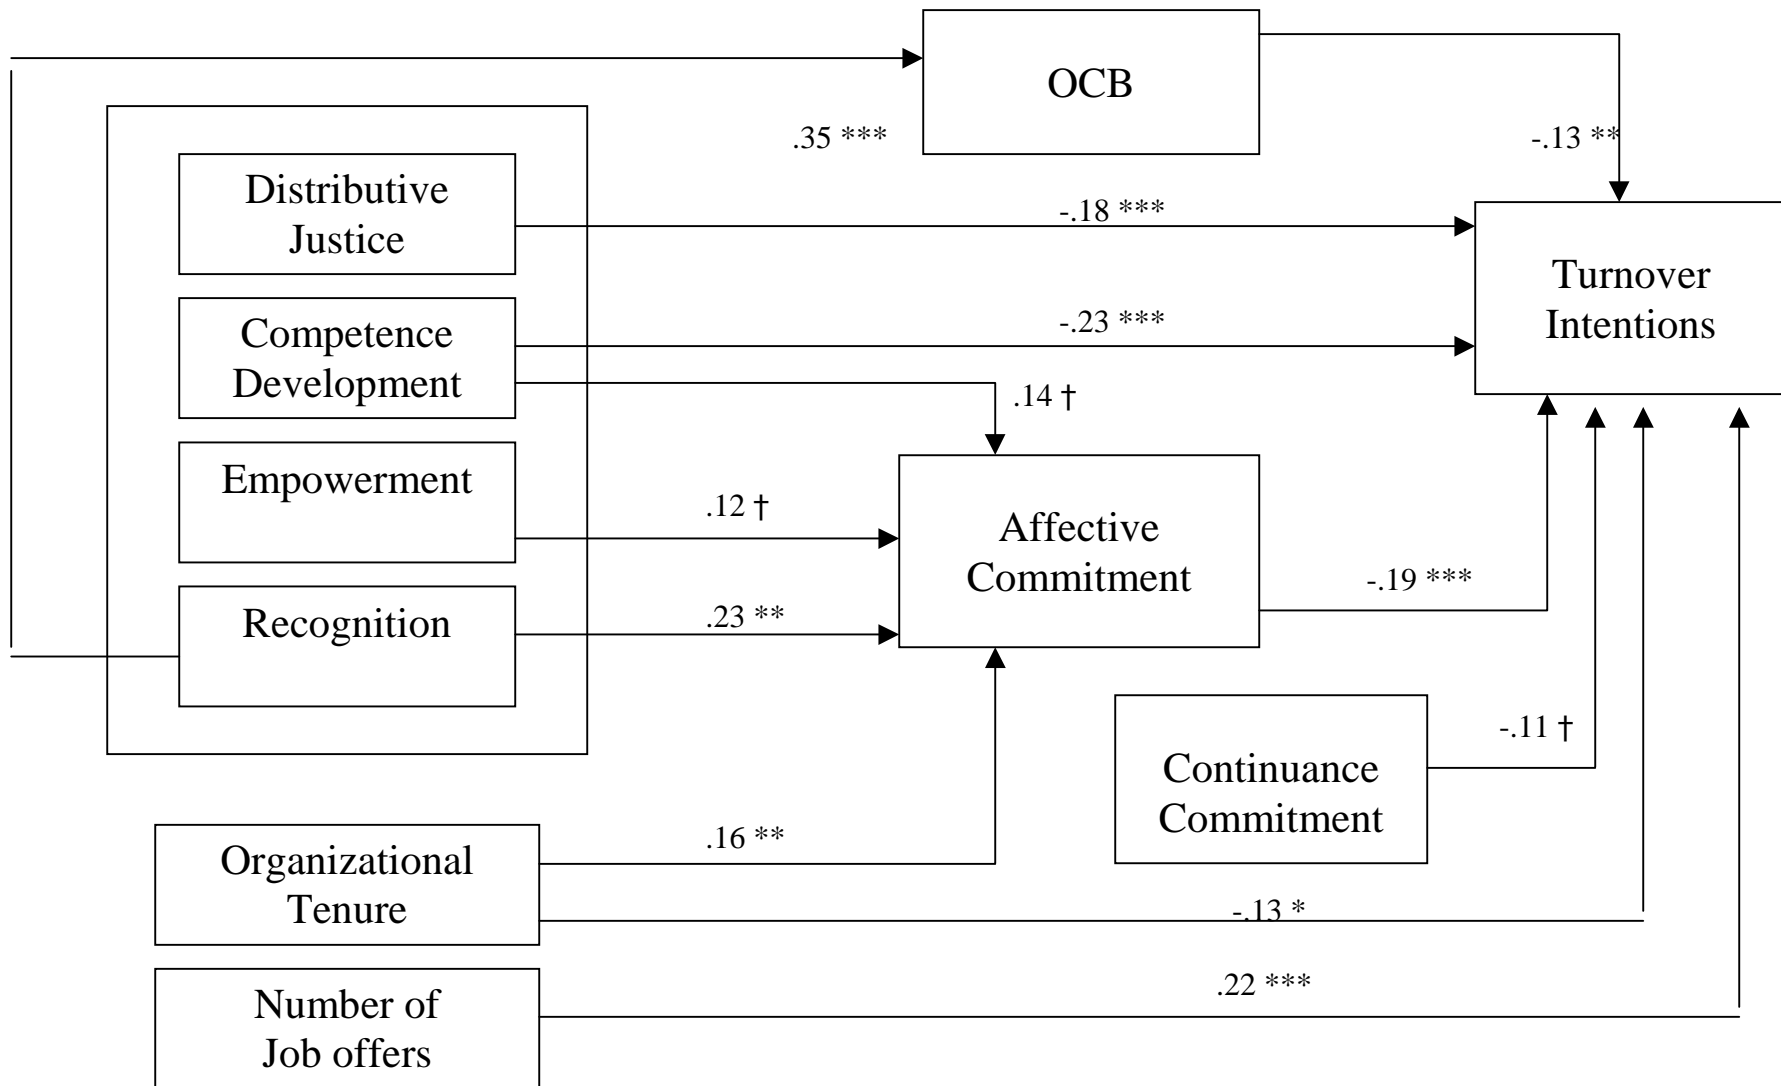 OCB
.35 ***
-.13 **
Distributive
Justice
-.18 ***
Turnover
Intentions
Competence
Development
-.23 ***
.14 †
Empowerment
.12 †
Affective
Commitment
-.19 ***
Recognition
.23 **
Continuance
Commitment
-.11 †
Organizational
Tenure
.16 **
-.13 *
Number of
Job offers
.22 ***